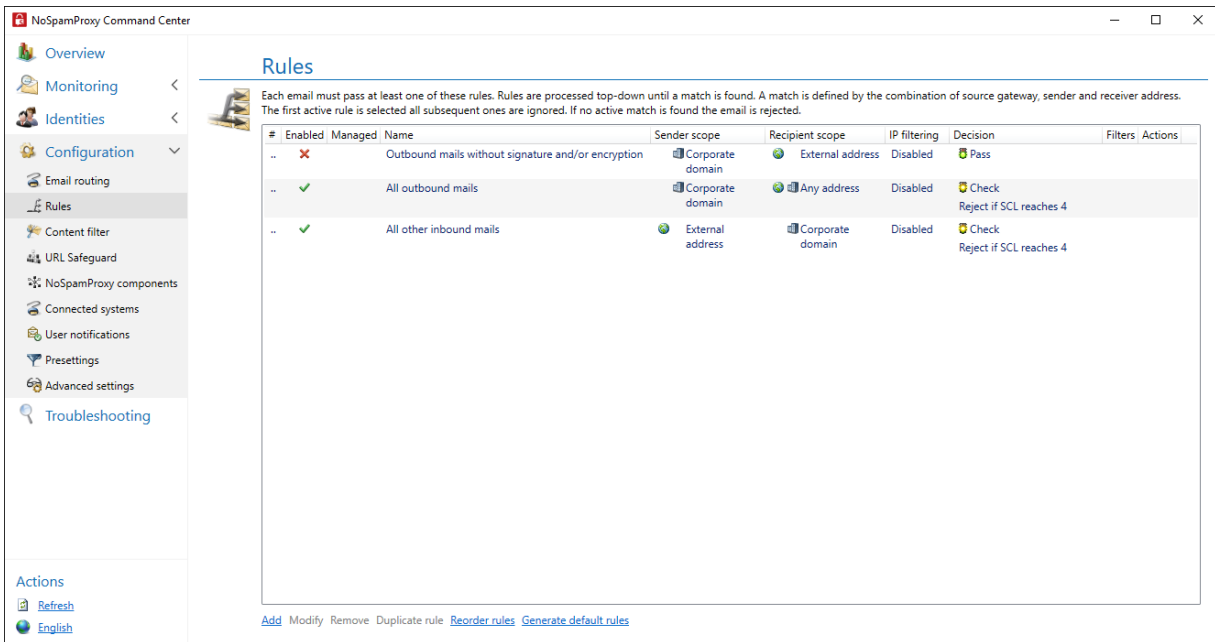 NoSpamProxy Command Center
Overview
Monitoring
Identities
Configuration
Email routing
Rules
Content filter
URL Safeguard
NoSpamProxy components
Connected systems
User notifications
Presettings
Advanced settings
Troubleshooting
Actions
Refresh
English
Rules
Each email must pass at least one of these rules. Rules are processed top-down until a match is found. A match is defined by the combination of source gateway, sender and receiver address.
The first active rule is selected all subsequent ones are ignored. If no active match is found the email is rejected.
# Enabled Managed Name Sender scope Recipient scope IP filtering Decision Filters Actions
.. Outbound mails without signature and/or encryption Corporate External address Disabled Pass
domain
.. All outbound mails Corporate Any address Disabled Check
domain Reject if SCL reaches 4
.. All other inbound mails External Corporate Disabled Check
address domain Reject if SCL reaches 4
Add Modify Remove Duplicate rule Reorder rules Generate default rules